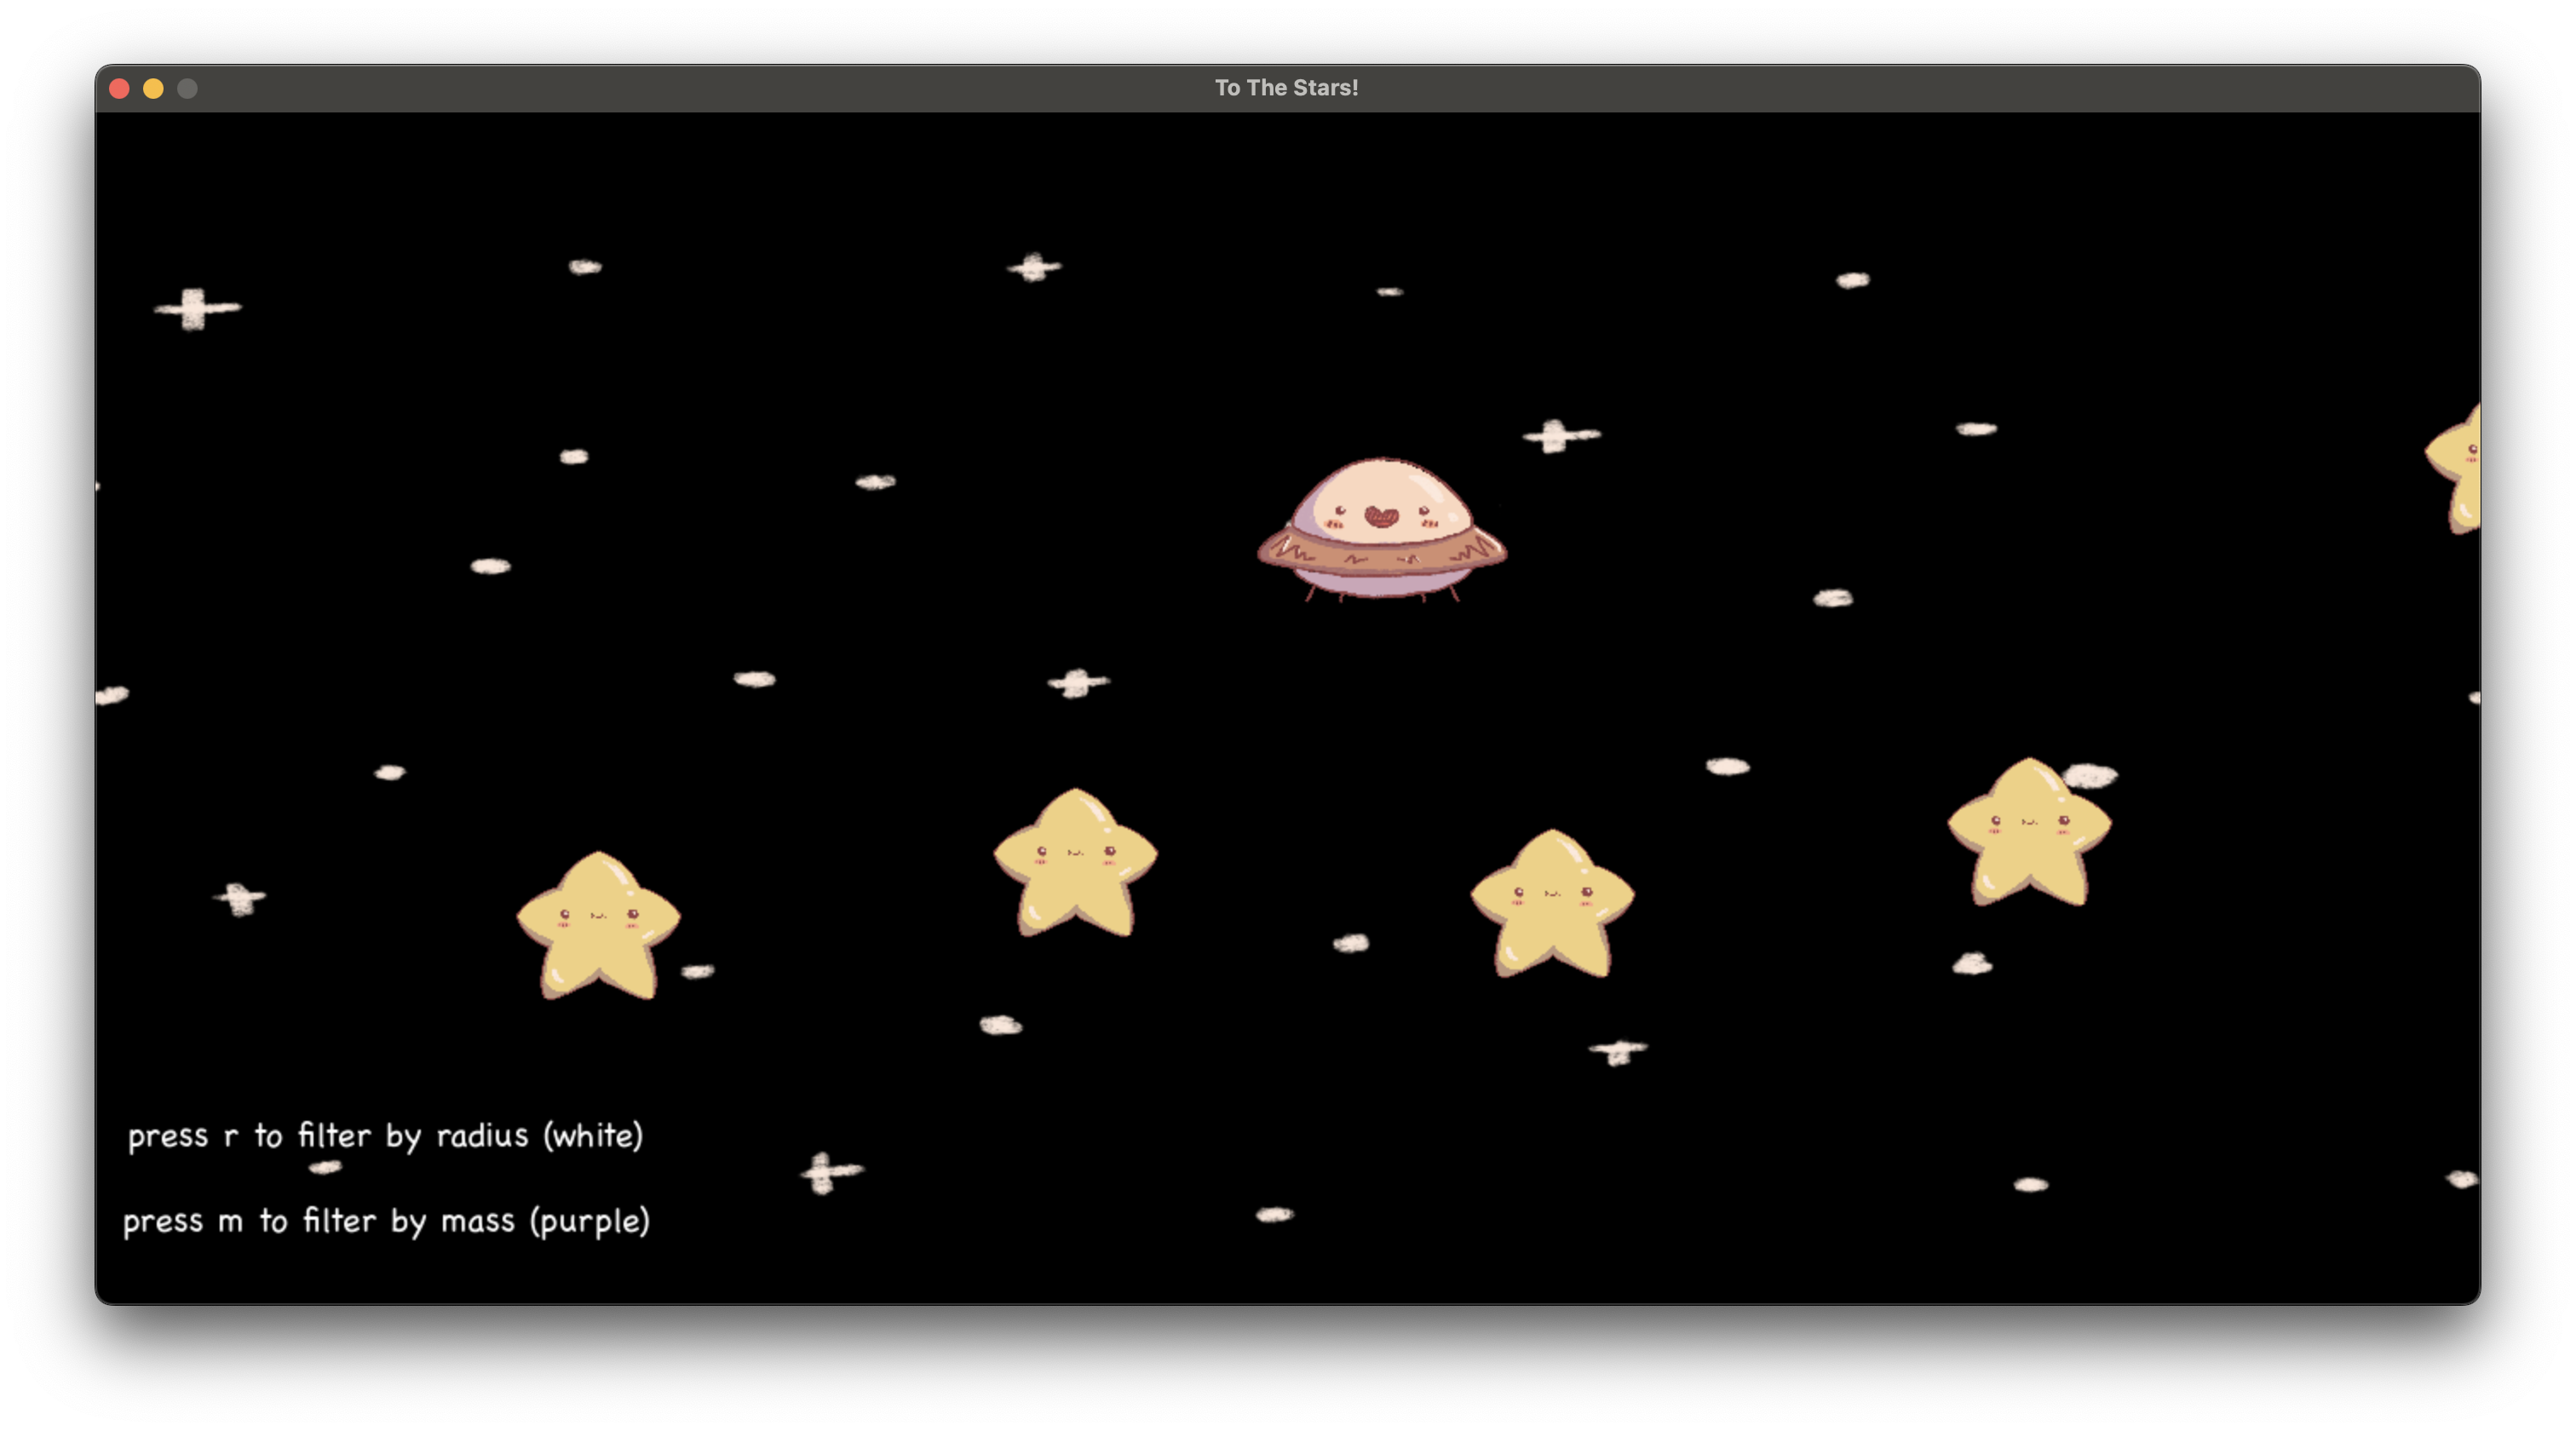 To The Stars!
press r to filter by radius (white)
press m to filter by mass (purple)